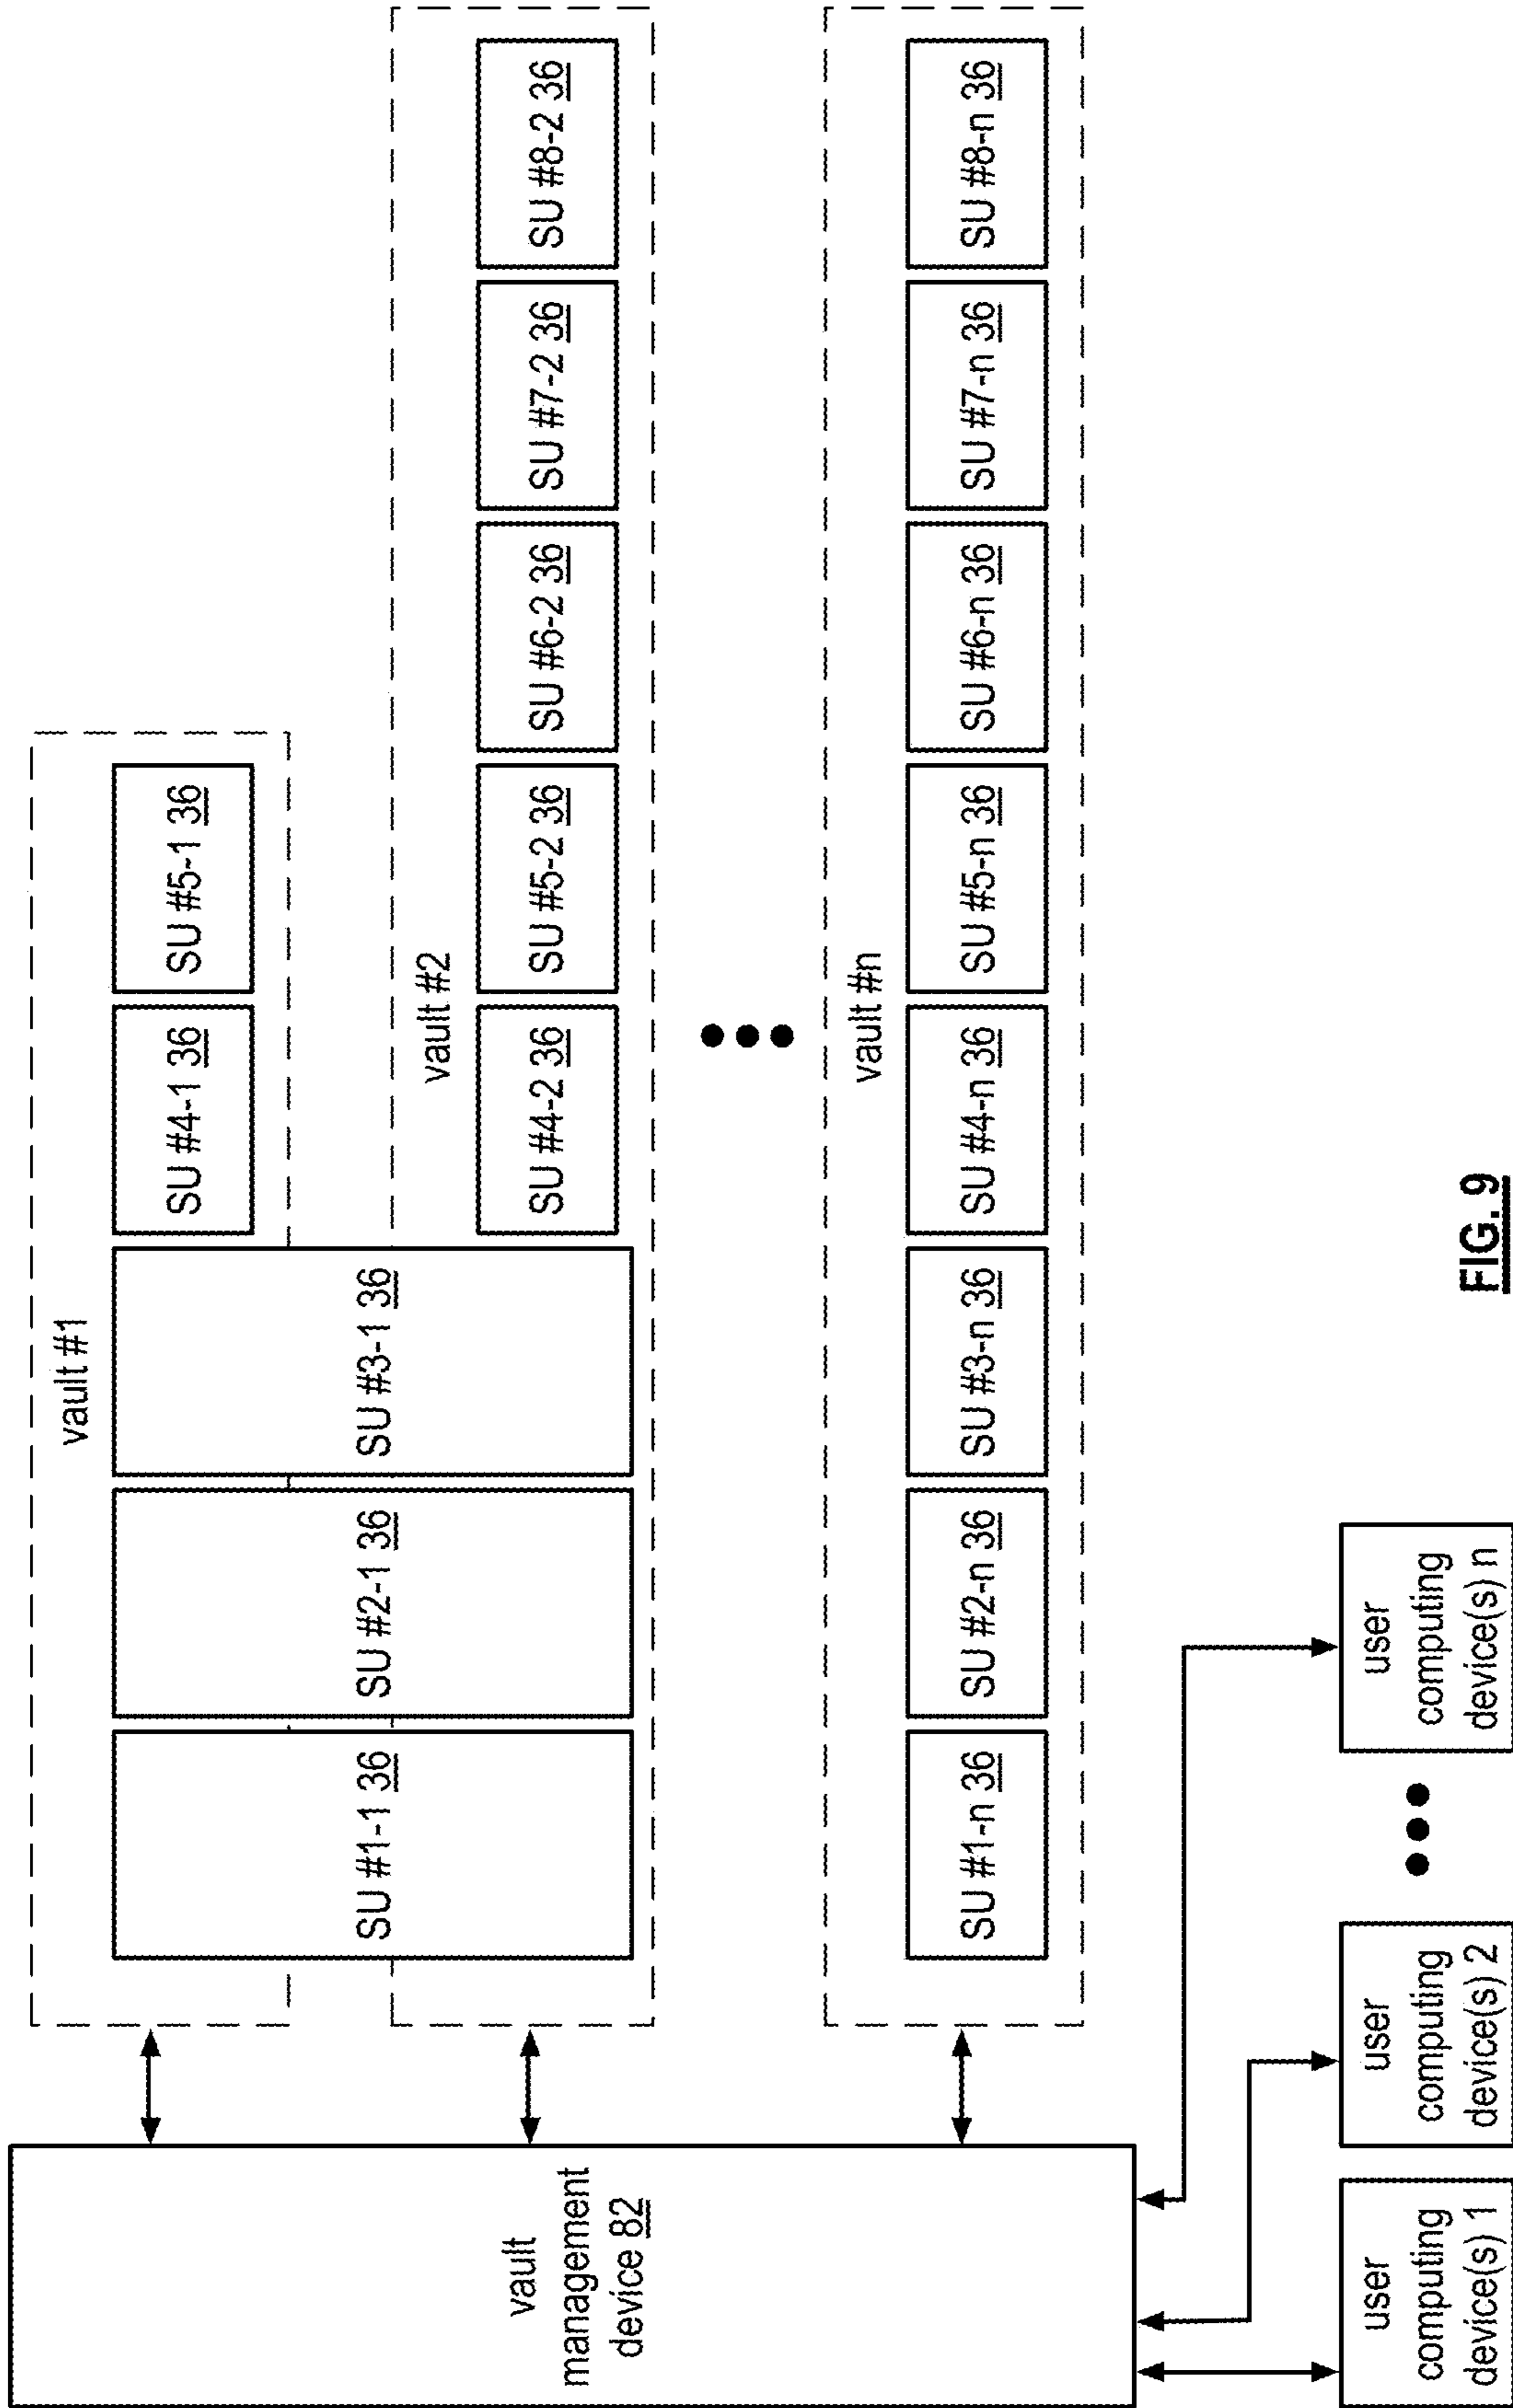 vault
management
device 82
vault #1
SU #1-1 36
SU #2-1 36
SU #3-1 36
SU #4-1 36
SU #5-1 36
vault #2
SU #4-2 36
SU #5-2 36
SU #6-2 36
SU #7-2 36
SU #8-2 36
vault #n
SU #1-n 36
SU #2-n 36
SU #3-n 36
SU #4-n 36
SU #5-n 36
SU #6-n 36
SU #7-n 36
SU #8-n 36
user
computing
device(s) 1
user
computing
device(s) 2
user
computing
device(s) n
FIG. 9